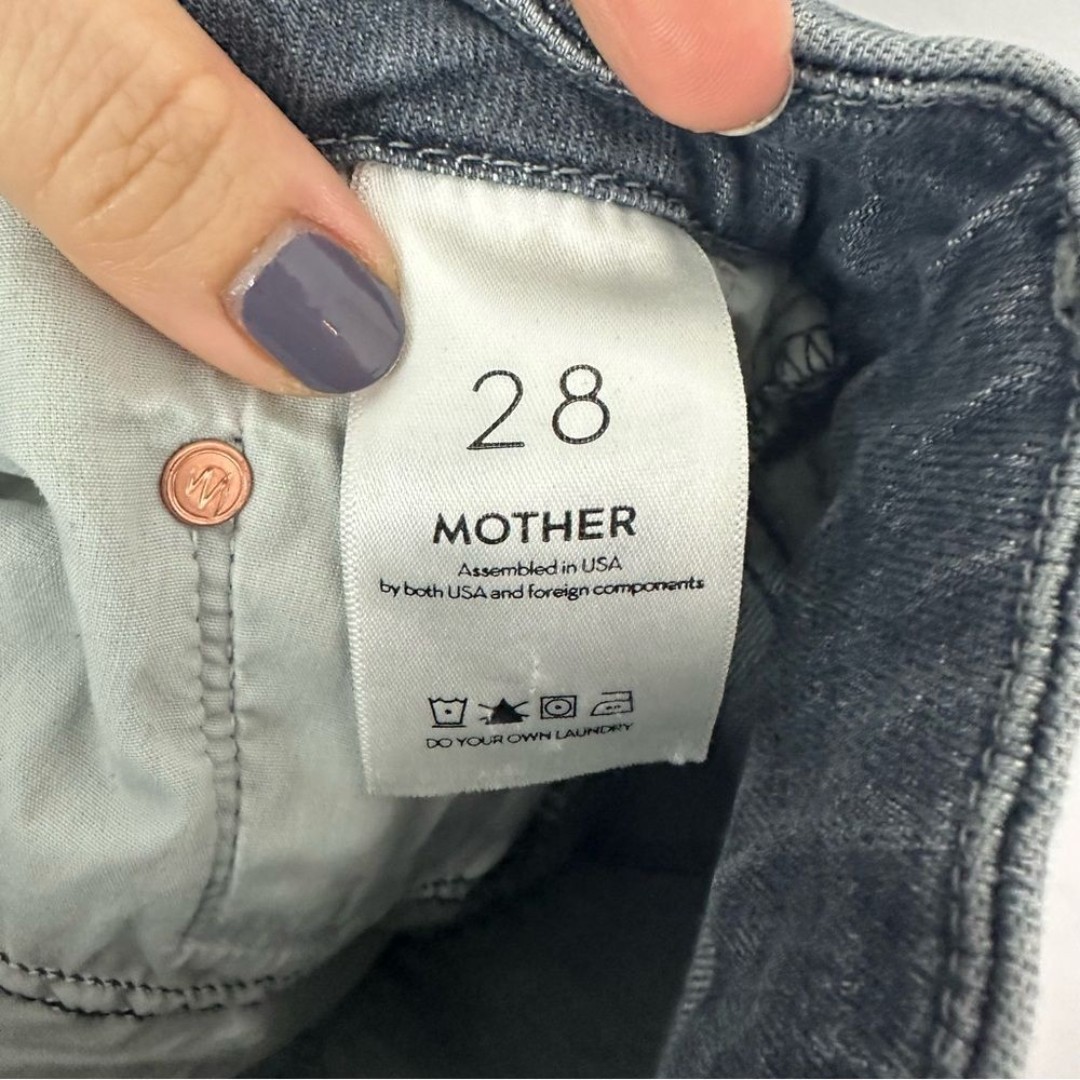 28
MOTHER
Assembled in USA
by both USA and foreign components
DO YOUR OWN LAUNDRY